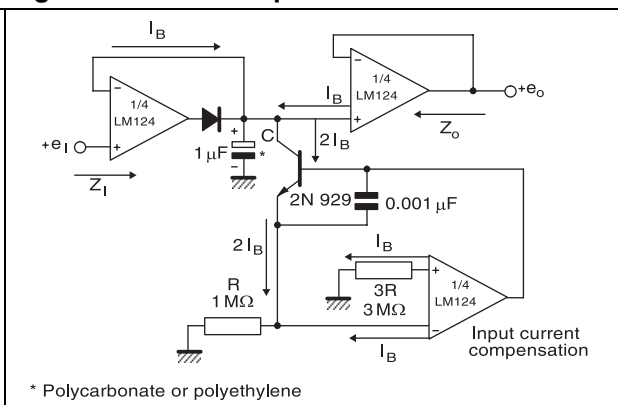 I_B
I_B
1/4
LM124
1/4
LM124
+e_I
Z_I
+e_o
Z_o
C
1 µF
*
2I_B
2N 929
0.001 µF
2I_B
I_B
R
1 MΩ
3R
3 MΩ
1/4
LM124
I_B
Input current
compensation
* Polycarbonate or polyethylene